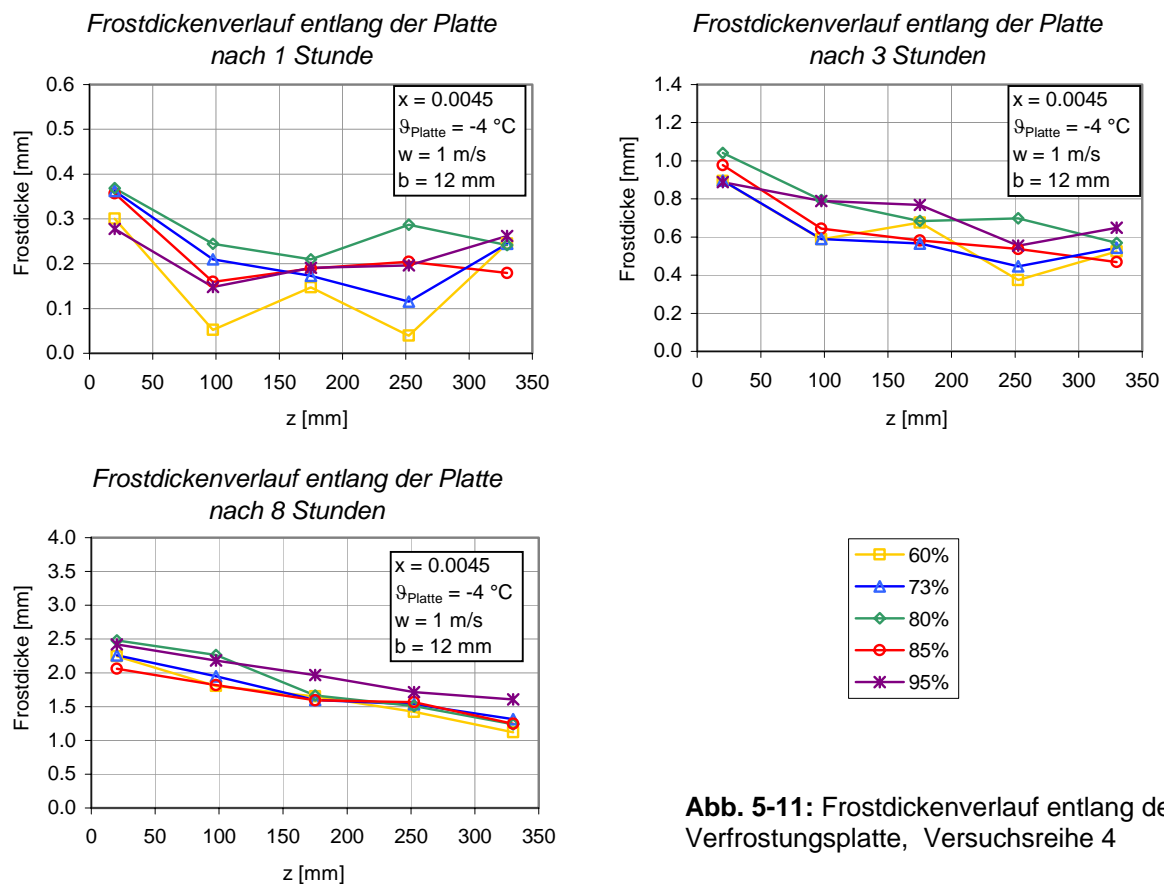 Frostdickenverlauf entlang der Platte
nach 1 Stunde
0.6
0.5
0.4
0.3
0.2
0.1
0.0
Frostdicke [mm]
x = 0.0045
ϑPlatte = -4 °C
w = 1 m/s
b = 12 mm
0 50 100 150 200 250 300 350
z [mm]
Frostdickenverlauf entlang der Platte
nach 3 Stunden
1.4
1.2
1.0
0.8
0.6
0.4
0.2
0.0
Frostdicke [mm]
x = 0.0045
ϑPlatte = -4 °C
w = 1 m/s
b = 12 mm
0 50 100 150 200 250 300 350
z [mm]
Frostdickenverlauf entlang der Platte
nach 8 Stunden
4.0
3.5
3.0
2.5
2.0
1.5
1.0
0.5
0.0
Frostdicke [mm]
x = 0.0045
ϑPlatte = -4 °C
w = 1 m/s
b = 12 mm
0 50 100 150 200 250 300 350
z [mm]
60%
73%
80%
85%
95%
Abb. 5-11: Frostdickenverlauf entlang de
Verfrostungsplatte, Versuchsreihe 4